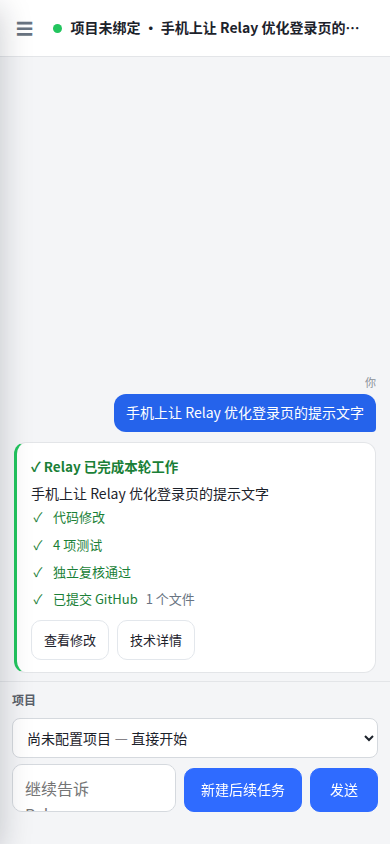 项目未绑定 · 手机上让 Relay 优化登录页的…
你
手机上让 Relay 优化登录页的提示文字
✓ Relay 已完成本轮工作
手机上让 Relay 优化登录页的提示文字
✓ 代码修改
✓ 4 项测试
✓ 独立复核通过
✓ 已提交 GitHub 1 个文件
查看修改 技术详情
项目
尚未配置项目 — 直接开始
继续告诉
新建后续任务 发送